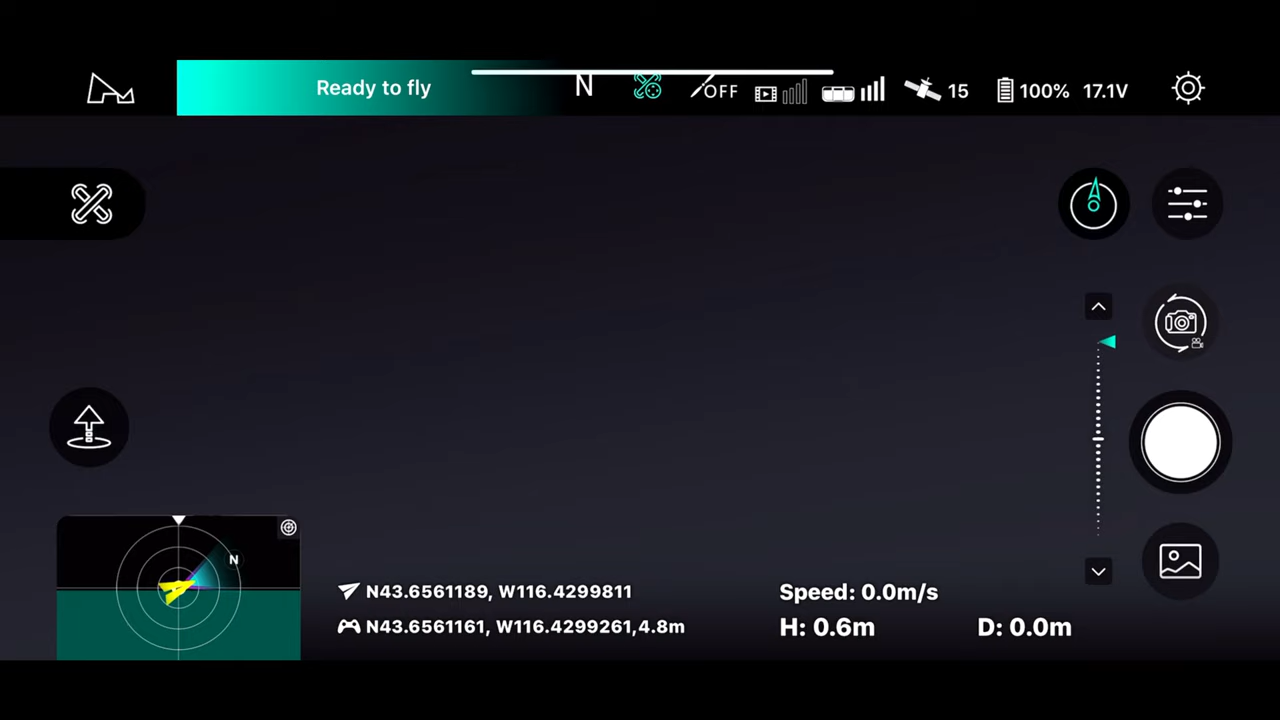 Ready to fly
N
OFF
15
100%
17.1V
N
N43.6561189, W116.4299811
N43.6561161, W116.4299261,4.8m
Speed: 0.0m/s
H: 0.6m
D: 0.0m